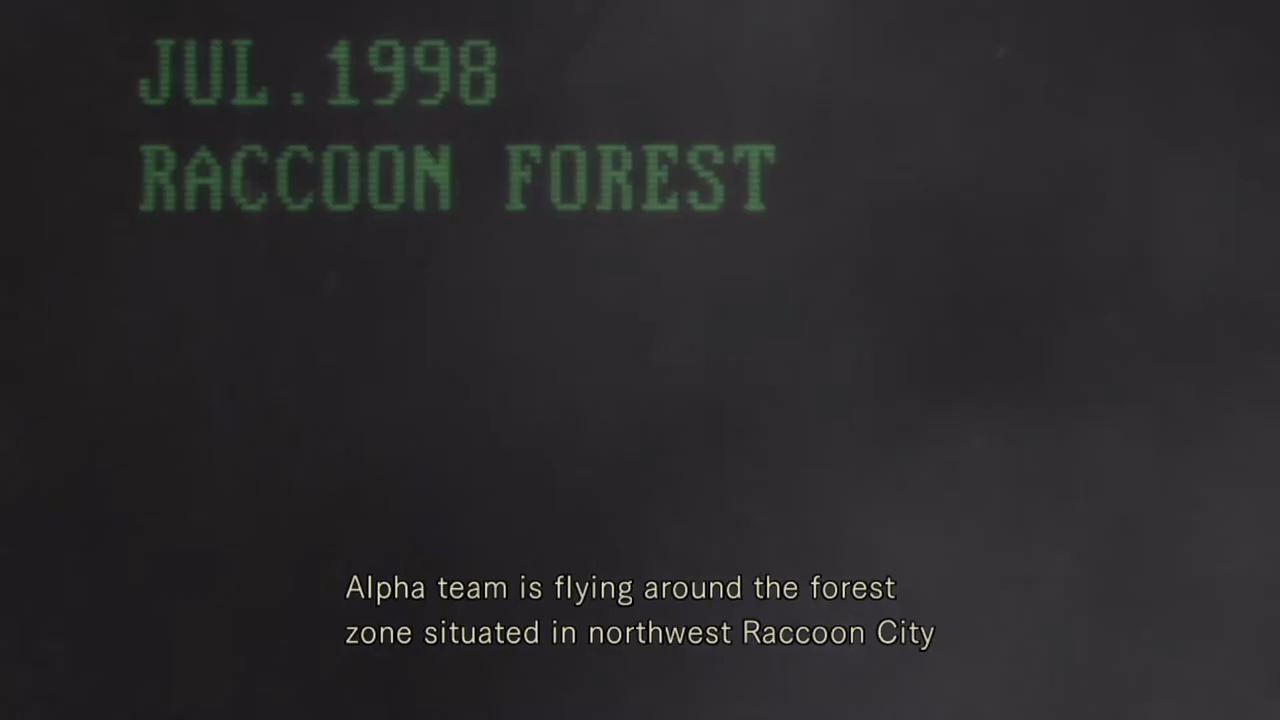 JUL.1998
RACCOON FOREST
Alpha team is flying around the forest
zone situated in northwest Raccoon City